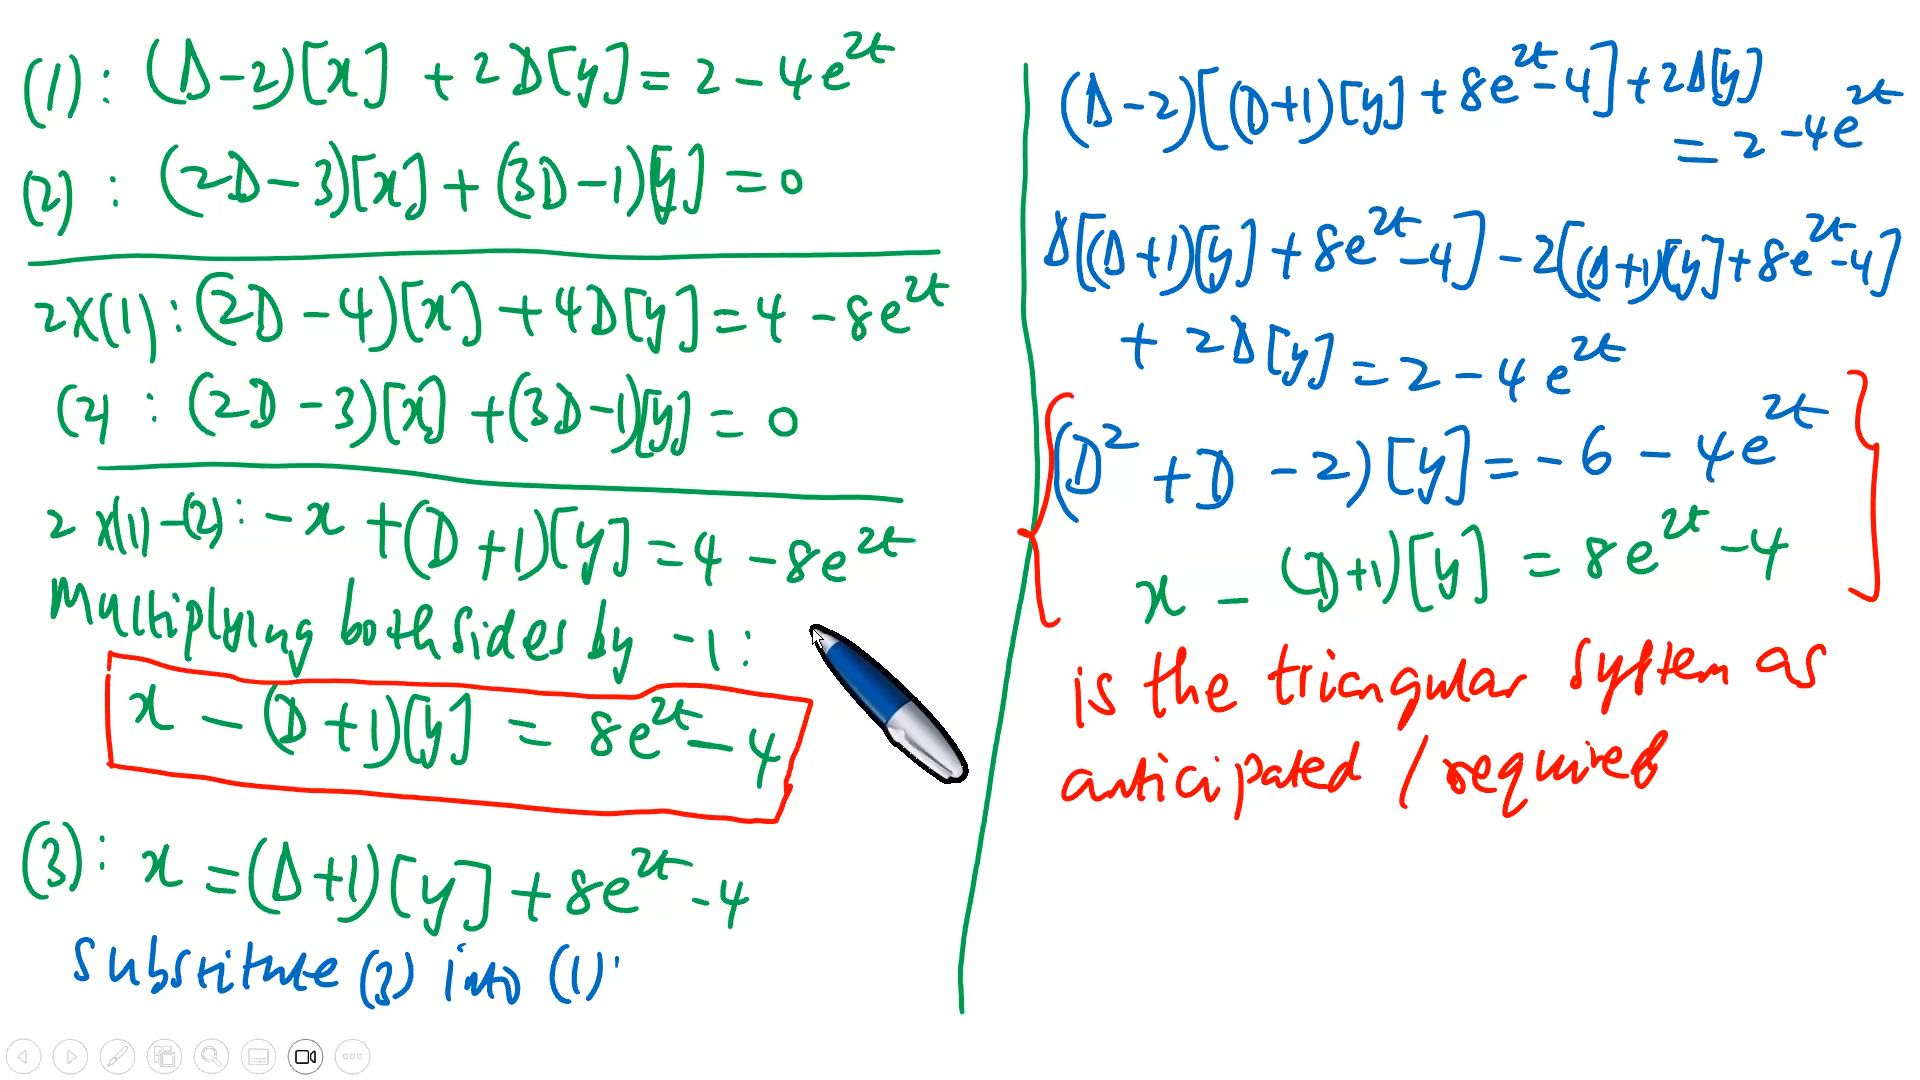 (1): (D-2)[x] + 2D[y] = 2 - 4e^{2t}
(2): (2D-3)[x] + (3D-1)[y] = 0
2X(1): (2D-4)[x] + 4D[y] = 4 - 8e^{2t}
(2): (2D-3)[x] + (3D-1)[y] = 0
2X(1)-(2): -x + (D+1)[y] = 4 - 8e^{2t}
Multiplying both sides by -1:
x - (D+1)[y] = 8e^{2t} - 4
(3): x = (D+1)[y] + 8e^{2t} - 4
Substitute (3) into (1)'
(D-2)[(D+1)[y] + 8e^{2t} - 4] + 2D[y]
= 2 - 4e^{2t}
D[(D+1)[y] + 8e^{2t} - 4] - 2[(D+1)[y] + 8e^{2t} - 4]
+ 2D[y] = 2 - 4e^{2t}
(D^2 + D - 2)[y] = -6 - 4e^{2t}
x - (D+1)[y] = 8e^{2t} - 4
is the triangular system as
anticipated / required